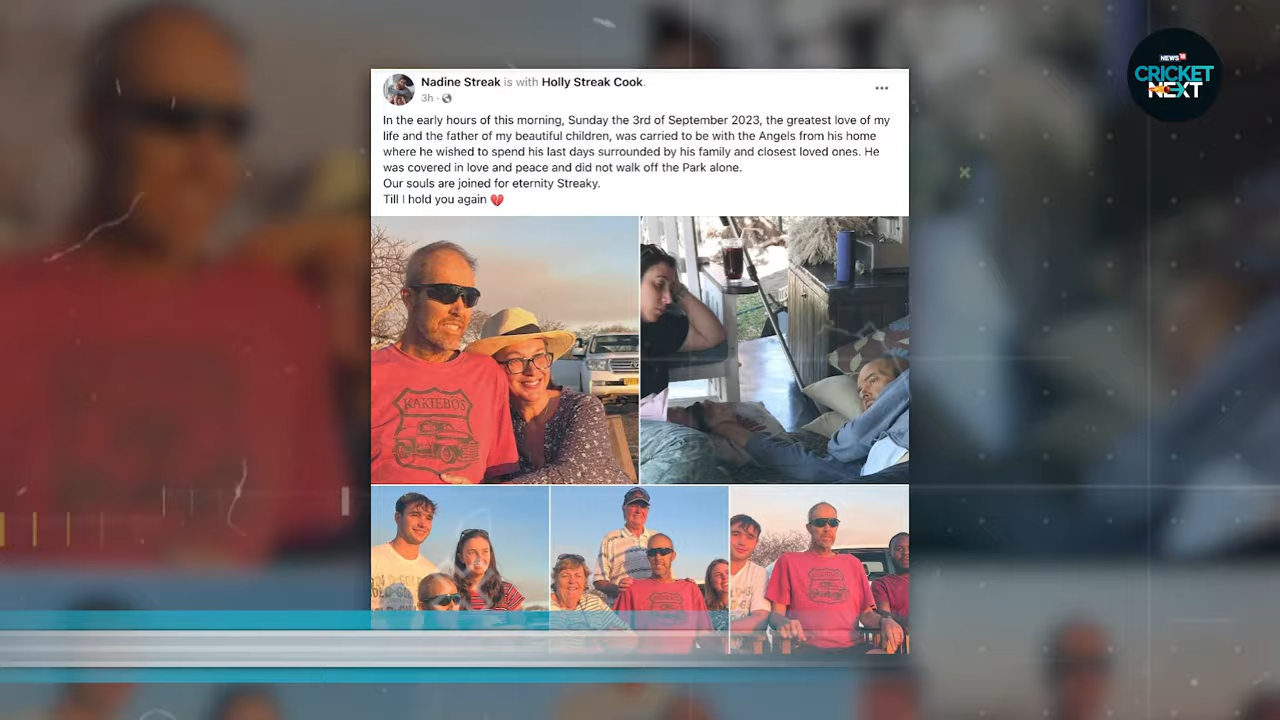 NEWS 18
CRICKET
NEXT
Nadine Streak is with Holly Streak Cook.
3h
In the early hours of this morning, Sunday the 3rd of September 2023, the greatest love of my
life and the father of my beautiful children, was carried to be with the Angels from his home
where he wished to spend his last days surrounded by his family and closest loved ones. He
was covered in love and peace and did not walk off the Park alone.
Our souls are joined for eternity Streaky.
Till I hold you again 💔
KAKIEBOS